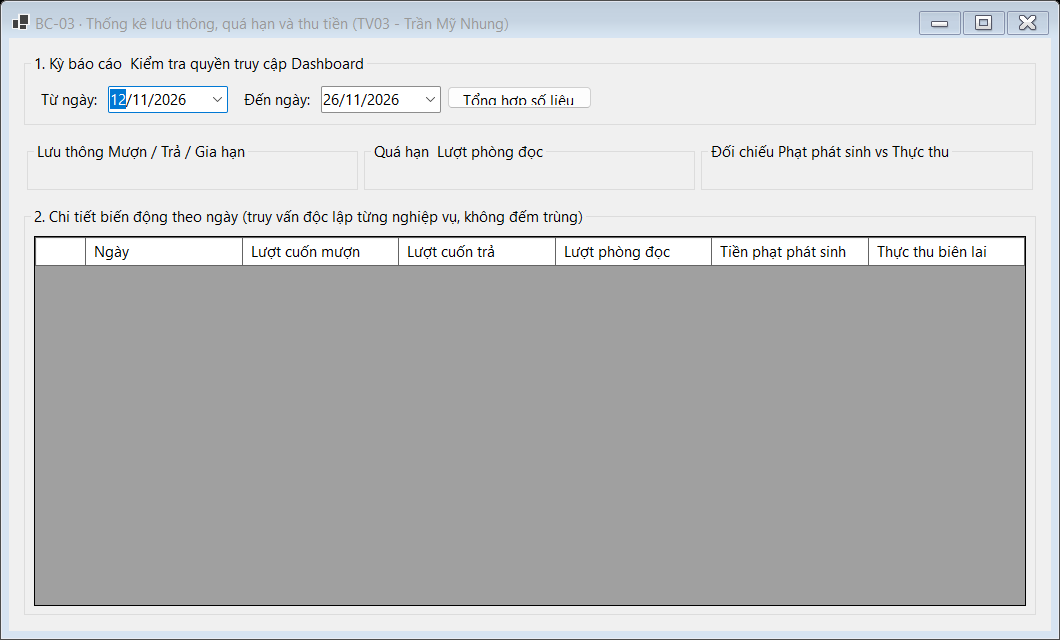 BC-03 · Thống kê lưu thông, quá hạn và thu tiền (TV03 - Trần Mỹ Nhung)
1. Kỳ báo cáo  Kiểm tra quyền truy cập Dashboard
Từ ngày: 12/11/2026 Đến ngày: 26/11/2026 Tổng hợp số liệu
Lưu thông Mượn / Trả / Gia hạn Quá hạn  Lượt phòng đọc Đối chiếu Phạt phát sinh vs Thực thu
2. Chi tiết biến động theo ngày (truy vấn độc lập từng nghiệp vụ, không đếm trùng)
Ngày Lượt cuốn mượn Lượt cuốn trả Lượt phòng đọc Tiền phạt phát sinh Thực thu biên lai